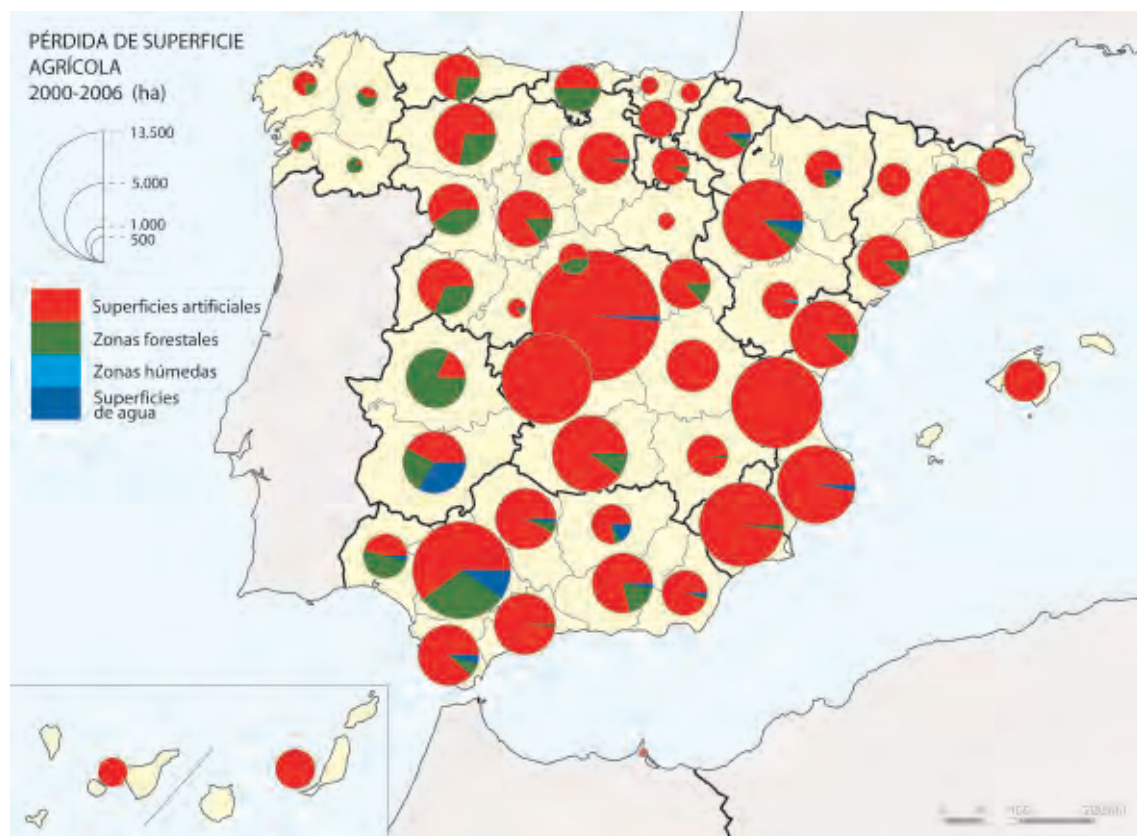 PÉRDIDA DE SUPERFICIE
AGRÍCOLA
2000-2006 (ha)
13.500
5.000
1.000
500
Superficies artificiales
Zonas forestales
Zonas húmedas
Superficies
de agua